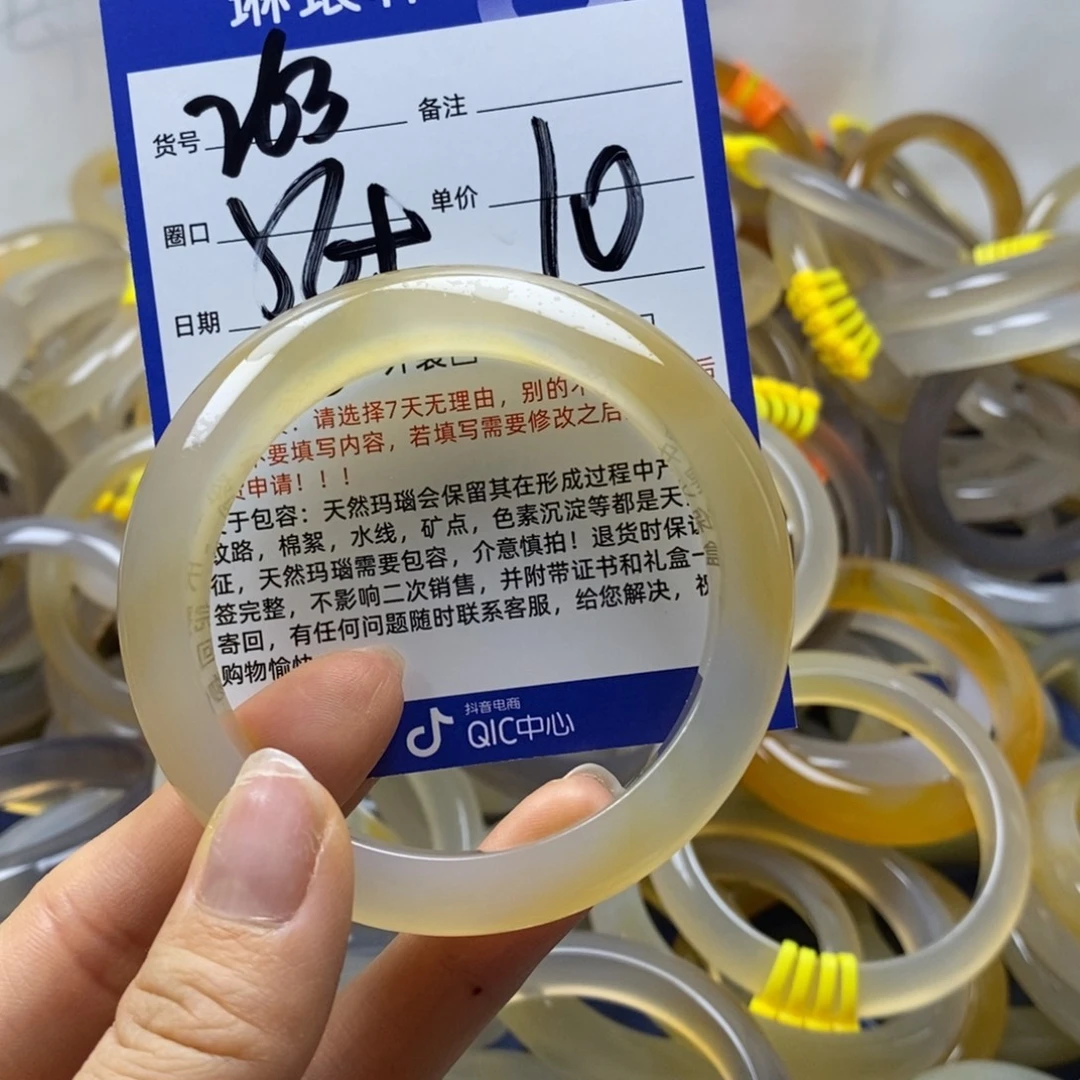 货号 263 备注
圈口 57+ 单价 10
日期
请选择7天无理由，别的不
要填写内容，若填写需要修改之后
申请！！！
于包容：天然玛瑙会保留其在形成过程中产
纹路，棉絮，水线，矿点，色素沉淀等都是天
征，天然玛瑙需要包容，介意慎拍！退货时保证
签完整，不影响二次销售，并附带证书和礼盒一
寄回，有任何问题随时联系客服，给您解决，祝
购物愉快
抖音电商
QIC中心